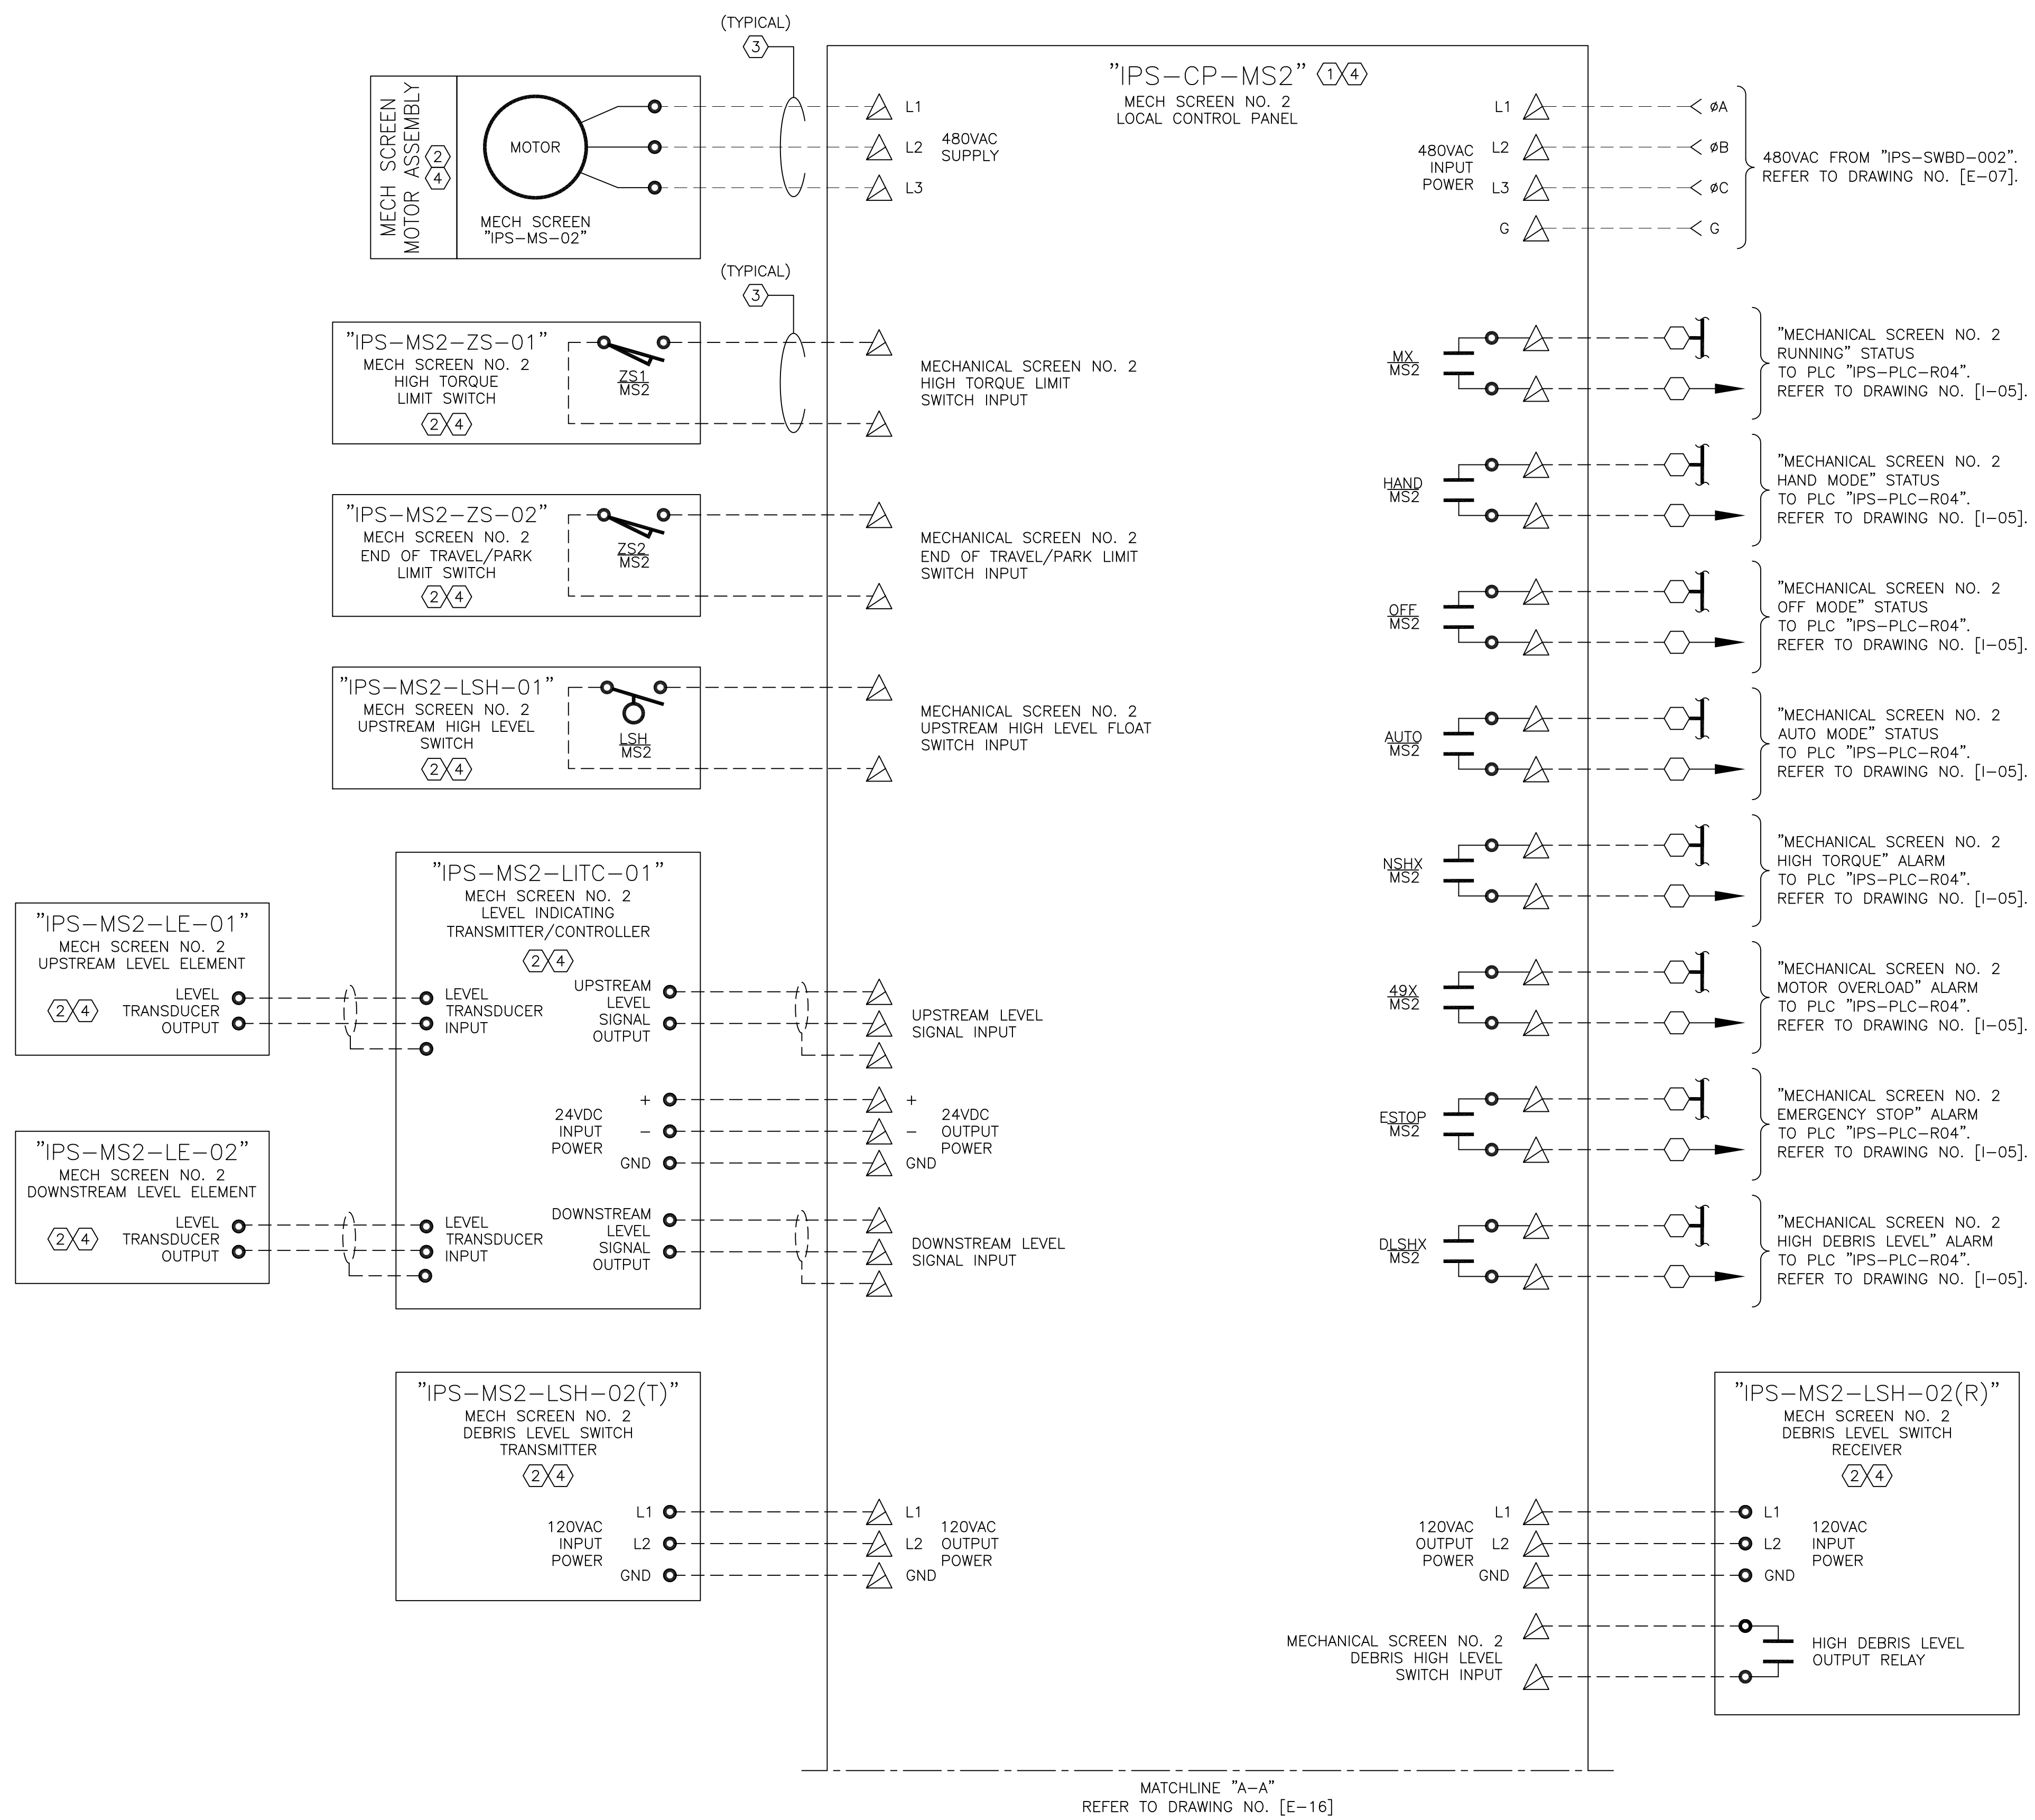 (TYPICAL)
3
MECH SCREEN
MOTOR ASSEMBLY
2
4
MOTOR
MECH SCREEN
"IPS-MS-02"
L1
L2
L3
480VAC
SUPPLY
"IPS-CP-MS2" 1 4
MECH SCREEN NO. 2
LOCAL CONTROL PANEL
480VAC
INPUT
POWER
L1
L2
L3
G
øA
øB
øC
G
480VAC FROM "IPS-SWBD-002".
REFER TO DRAWING NO. [E-07].
(TYPICAL)
3
"IPS-MS2-ZS-01"
MECH SCREEN NO. 2
HIGH TORQUE
LIMIT SWITCH
2 4
ZS1
MS2
MECHANICAL SCREEN NO. 2
HIGH TORQUE LIMIT
SWITCH INPUT
"IPS-MS2-ZS-02"
MECH SCREEN NO. 2
END OF TRAVEL/PARK
LIMIT SWITCH
2 4
ZS2
MS2
MECHANICAL SCREEN NO. 2
END OF TRAVEL/PARK LIMIT
SWITCH INPUT
"IPS-MS2-LSH-01"
MECH SCREEN NO. 2
UPSTREAM HIGH LEVEL
SWITCH
2 4
LSH
MS2
MECHANICAL SCREEN NO. 2
UPSTREAM HIGH LEVEL FLOAT
SWITCH INPUT
MX
MS2
"MECHANICAL SCREEN NO. 2
RUNNING" STATUS
TO PLC "IPS-PLC-R04".
REFER TO DRAWING NO. [I-05].
HAND
MS2
"MECHANICAL SCREEN NO. 2
HAND MODE" STATUS
TO PLC "IPS-PLC-R04".
REFER TO DRAWING NO. [I-05].
OFF
MS2
"MECHANICAL SCREEN NO. 2
OFF MODE" STATUS
TO PLC "IPS-PLC-R04".
REFER TO DRAWING NO. [I-05].
AUTO
MS2
"MECHANICAL SCREEN NO. 2
AUTO MODE" STATUS
TO PLC "IPS-PLC-R04".
REFER TO DRAWING NO. [I-05].
NSHX
MS2
"MECHANICAL SCREEN NO. 2
HIGH TORQUE" ALARM
TO PLC "IPS-PLC-R04".
REFER TO DRAWING NO. [I-05].
49X
MS2
"MECHANICAL SCREEN NO. 2
MOTOR OVERLOAD" ALARM
TO PLC "IPS-PLC-R04".
REFER TO DRAWING NO. [I-05].
ESTOP
MS2
"MECHANICAL SCREEN NO. 2
EMERGENCY STOP" ALARM
TO PLC "IPS-PLC-R04".
REFER TO DRAWING NO. [I-05].
DLSHX
MS2
"MECHANICAL SCREEN NO. 2
HIGH DEBRIS LEVEL" ALARM
TO PLC "IPS-PLC-R04".
REFER TO DRAWING NO. [I-05].
"IPS-MS2-LE-01"
MECH SCREEN NO. 2
UPSTREAM LEVEL ELEMENT
2 4
LEVEL
TRANSDUCER
OUTPUT
"IPS-MS2-LE-02"
MECH SCREEN NO. 2
DOWNSTREAM LEVEL ELEMENT
2 4
LEVEL
TRANSDUCER
OUTPUT
"IPS-MS2-LITC-01"
MECH SCREEN NO. 2
LEVEL INDICATING
TRANSMITTER/CONTROLLER
2 4
LEVEL
TRANSDUCER
INPUT
UPSTREAM
LEVEL
SIGNAL
OUTPUT
24VDC
INPUT
POWER
+
-
GND
LEVEL
TRANSDUCER
INPUT
DOWNSTREAM
LEVEL
SIGNAL
OUTPUT
UPSTREAM LEVEL
SIGNAL INPUT
+
-
GND
24VDC
OUTPUT
POWER
DOWNSTREAM LEVEL
SIGNAL INPUT
"IPS-MS2-LSH-02(T)"
MECH SCREEN NO. 2
DEBRIS LEVEL SWITCH
TRANSMITTER
2 4
120VAC
INPUT
POWER
L1
L2
GND
L1
L2
GND
120VAC
OUTPUT
POWER
120VAC
OUTPUT
POWER
L1
L2
GND
MECHANICAL SCREEN NO. 2
DEBRIS HIGH LEVEL
SWITCH INPUT
"IPS-MS2-LSH-02(R)"
MECH SCREEN NO. 2
DEBRIS LEVEL SWITCH
RECEIVER
2 4
L1
L2
GND
120VAC
INPUT
POWER
HIGH DEBRIS LEVEL
OUTPUT RELAY
MATCHLINE "A-A"
REFER TO DRAWING NO. [E-16]